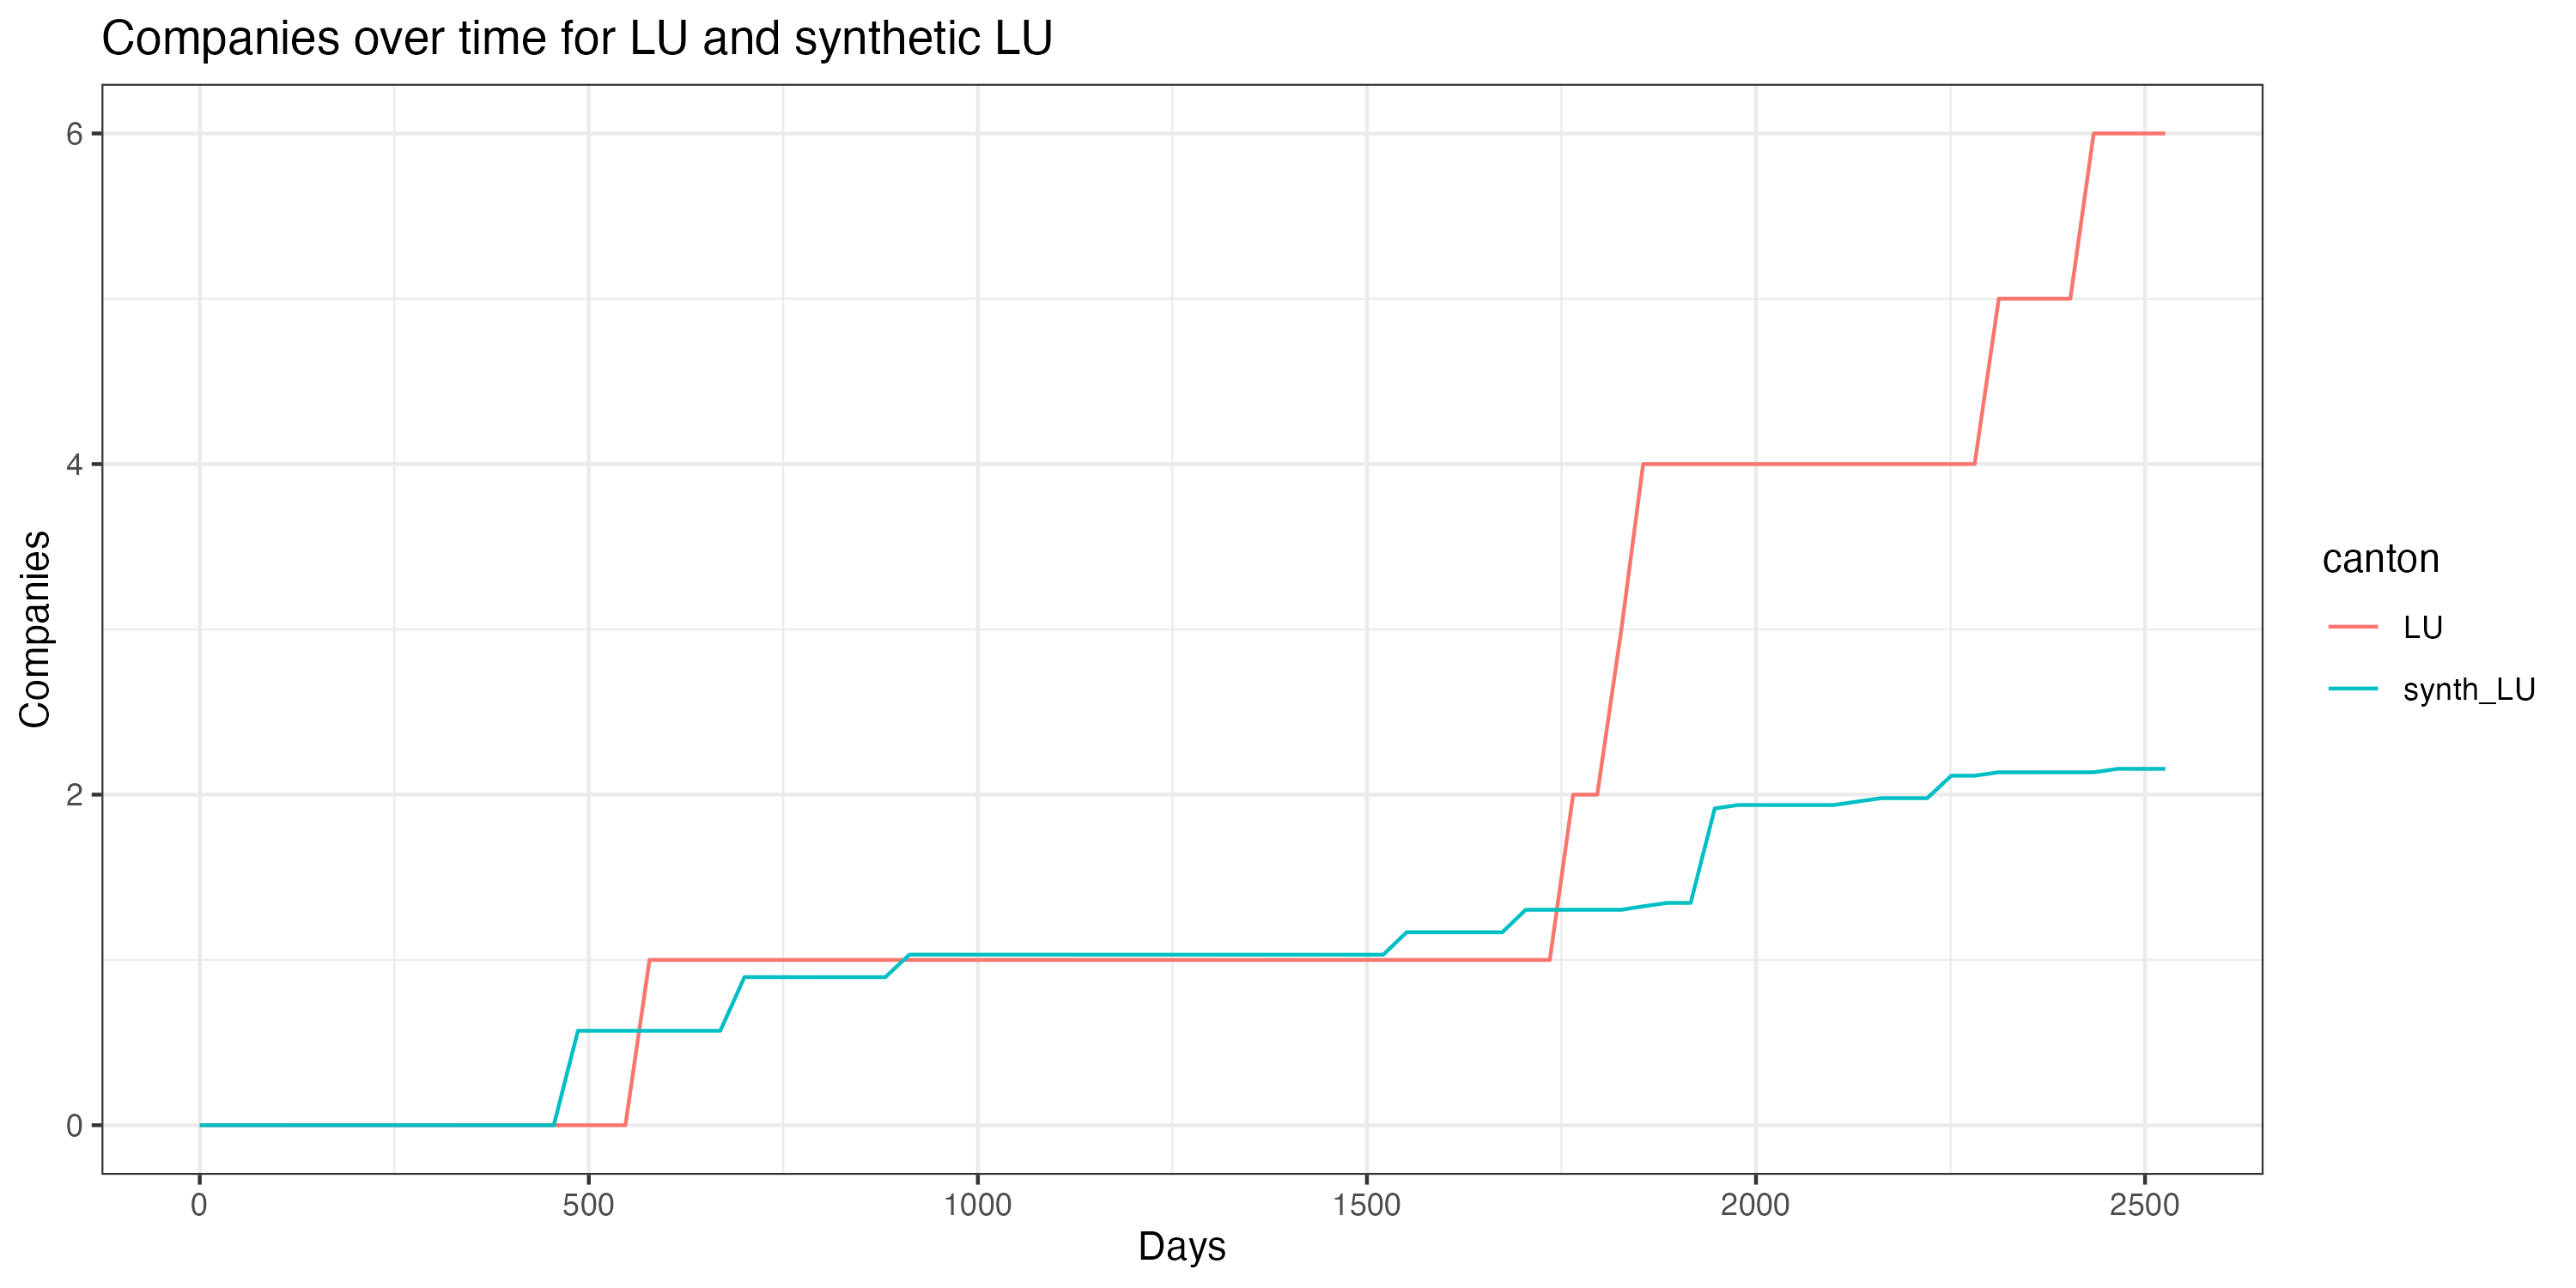 Companies over time for LU and synthetic LU
Companies
6
4
2
0
0
500
1000
1500
2000
2500
Days
canton
LU
synth_LU